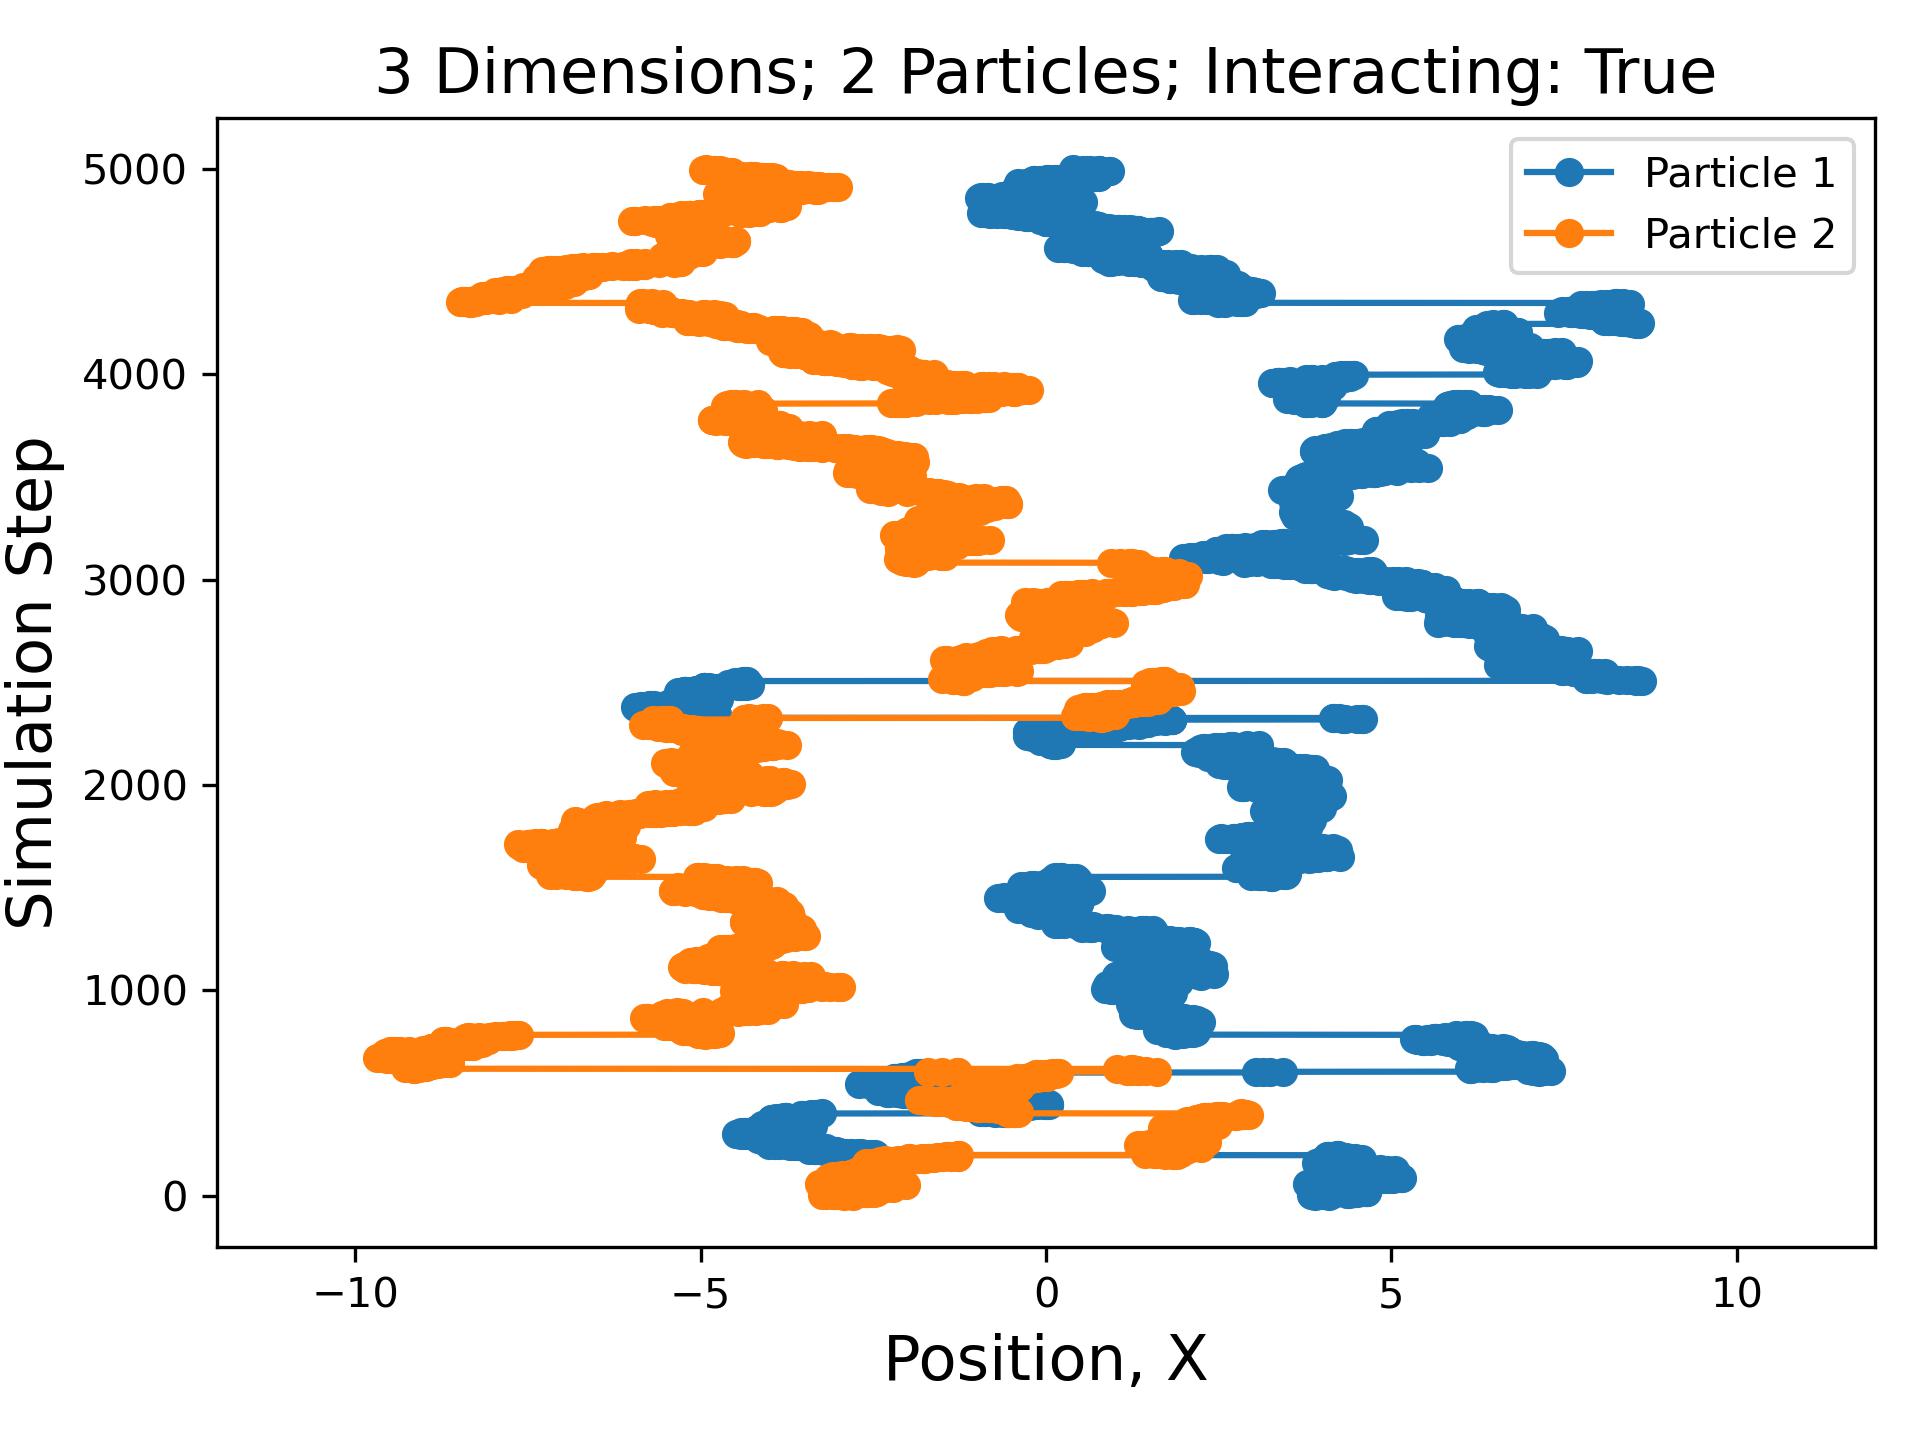 3 Dimensions; 2 Particles; Interacting: True
Particle 1
Particle 2
Simulation Step
5000
4000
3000
2000
1000
0
−10
−5
0
5
10
Position, X